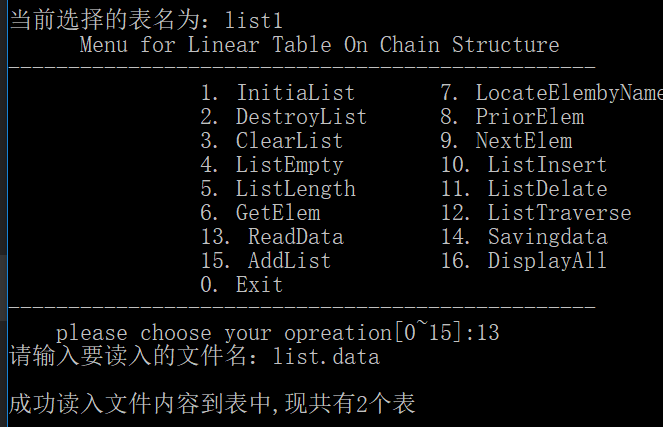 当前选择的表名为：list1
Menu for Linear Table On Chain Structure
-------------------------------------------------
1. InitiaList 7. LocateElembyName
2. DestroyList 8. PriorElem
3. ClearList 9. NextElem
4. ListEmpty 10. ListInsert
5. ListLength 11. ListDelate
6. GetElem 12. ListTraverse
13. ReadData 14. Savingdata
15. AddList 16. DisplayAll
0. Exit
-------------------------------------------------
please choose your opreation[0~15]:13
请输入要读入的文件名：list.data
成功读入文件内容到表中,现共有2个表